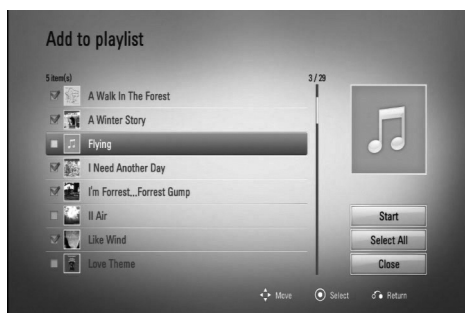 Add to playlist
5 item(s)
3 / 29
A Walk In The Forest
A Winter Story
Flying
I Need Another Day
I'm Forrest...Forrest Gump
Il Air
Like Wind
Love Theme
Start
Select All
Close
Move
Select
Return